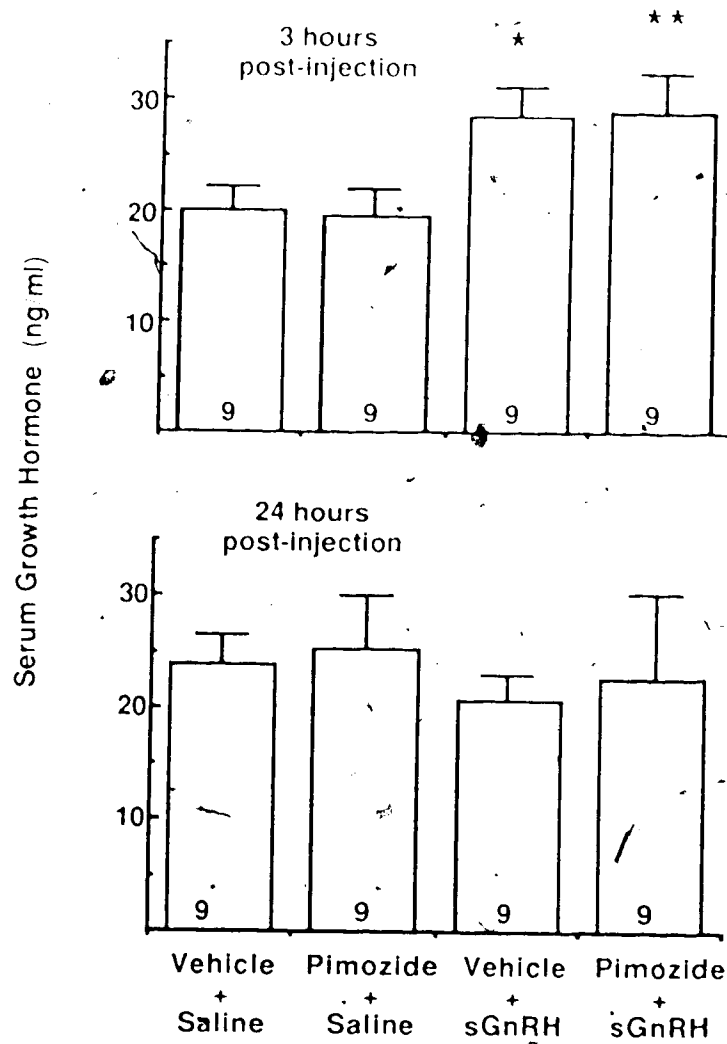 * *
*
3 hours
post-injection
30
20
10
9 9 9 9
Serum Growth Hormone (ng/ml)
24 hours
post-injection
30
20
10
9 9 9 9
Vehicle Pimozide Vehicle Pimozide
+ + + +
Saline Saline sGnRH sGnRH